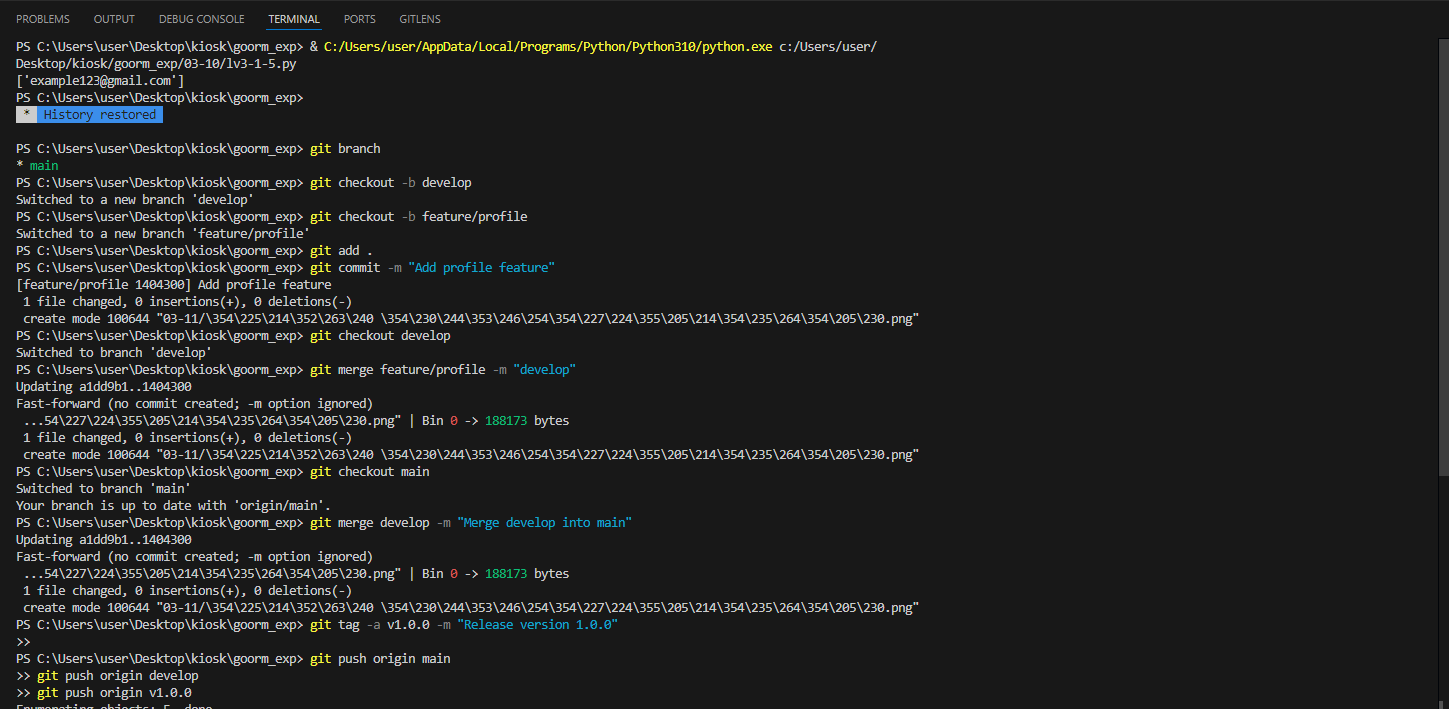 PROBLEMS OUTPUT DEBUG CONSOLE TERMINAL PORTS GITLENS
PS C:\Users\user\Desktop\kiosk\goorm_exp> & C:/Users/user/AppData/Local/Programs/Python/Python310/python.exe c:/Users/user/
Desktop/kiosk/goorm_exp/03-10/lv3-1-5.py
['example123@gmail.com']
PS C:\Users\user\Desktop\kiosk\goorm_exp>
* History restored
PS C:\Users\user\Desktop\kiosk\goorm_exp> git branch
* main
PS C:\Users\user\Desktop\kiosk\goorm_exp> git checkout -b develop
Switched to a new branch 'develop'
PS C:\Users\user\Desktop\kiosk\goorm_exp> git checkout -b feature/profile
Switched to a new branch 'feature/profile'
PS C:\Users\user\Desktop\kiosk\goorm_exp> git add .
PS C:\Users\user\Desktop\kiosk\goorm_exp> git commit -m "Add profile feature"
[feature/profile 1404300] Add profile feature
1 file changed, 0 insertions(+), 0 deletions(-)
create mode 100644 "03-11/\354\225\214\352\263\240 \354\230\244\353\246\254\354\227\224\355\205\214\354\235\264\354\205\230.png"
PS C:\Users\user\Desktop\kiosk\goorm_exp> git checkout develop
Switched to branch 'develop'
PS C:\Users\user\Desktop\kiosk\goorm_exp> git merge feature/profile -m "develop"
Updating a1dd9b1..1404300
Fast-forward (no commit created; -m option ignored)
...54\227\224\355\205\214\354\235\264\354\205\230.png" | Bin 0 -> 188173 bytes
1 file changed, 0 insertions(+), 0 deletions(-)
create mode 100644 "03-11/\354\225\214\352\263\240 \354\230\244\353\246\254\354\227\224\355\205\214\354\235\264\354\205\230.png"
PS C:\Users\user\Desktop\kiosk\goorm_exp> git checkout main
Switched to branch 'main'
Your branch is up to date with 'origin/main'.
PS C:\Users\user\Desktop\kiosk\goorm_exp> git merge develop -m "Merge develop into main"
Updating a1dd9b1..1404300
Fast-forward (no commit created; -m option ignored)
...54\227\224\355\205\214\354\235\264\354\205\230.png" | Bin 0 -> 188173 bytes
1 file changed, 0 insertions(+), 0 deletions(-)
create mode 100644 "03-11/\354\225\214\352\263\240 \354\230\244\353\246\254\354\227\224\355\205\214\354\235\264\354\205\230.png"
PS C:\Users\user\Desktop\kiosk\goorm_exp> git tag -a v1.0.0 -m "Release version 1.0.0"
>>
PS C:\Users\user\Desktop\kiosk\goorm_exp> git push origin main
>> git push origin develop
>> git push origin v1.0.0
Enumerating objects: 5, done.